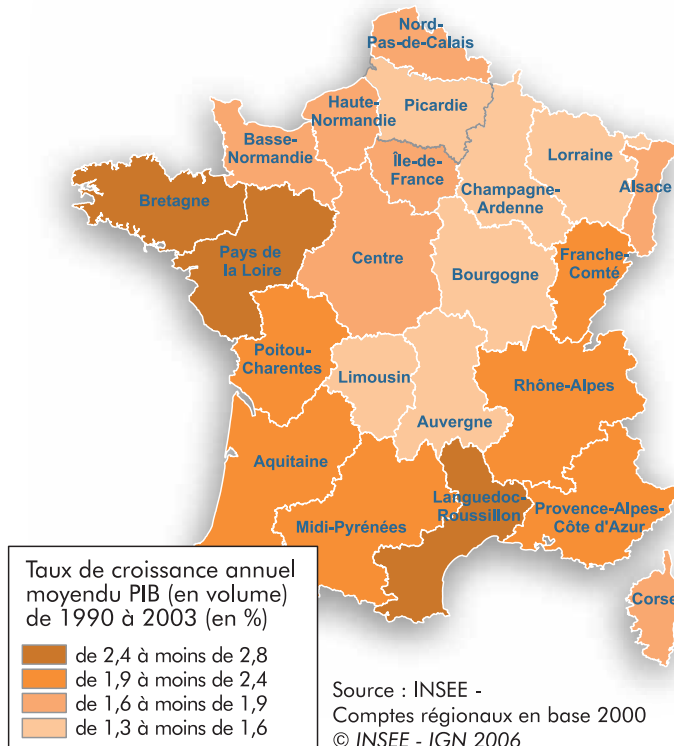 Nord-
Pas-de-Calais
Haute-
Normandie
Picardie
Basse-
Normandie
Île-de-
France
Lorraine
Champagne-
Ardenne
Alsace
Bretagne
Pays de
la Loire
Centre
Bourgogne
Franche-
Comté
Poitou-
Charentes
Limousin
Auvergne
Rhône-Alpes
Aquitaine
Midi-Pyrénées
Languedoc-
Roussillon
Provence-Alpes-
Côte d'Azur
Corse
Taux de croissance annuel
moyendu PIB (en volume)
de 1990 à 2003 (en %)
de 2,4 à moins de 2,8
de 1,9 à moins de 2,4
de 1,6 à moins de 1,9
de 1,3 à moins de 1,6
Source : INSEE -
Comptes régionaux en base 2000
© INSEE - IGN 2006